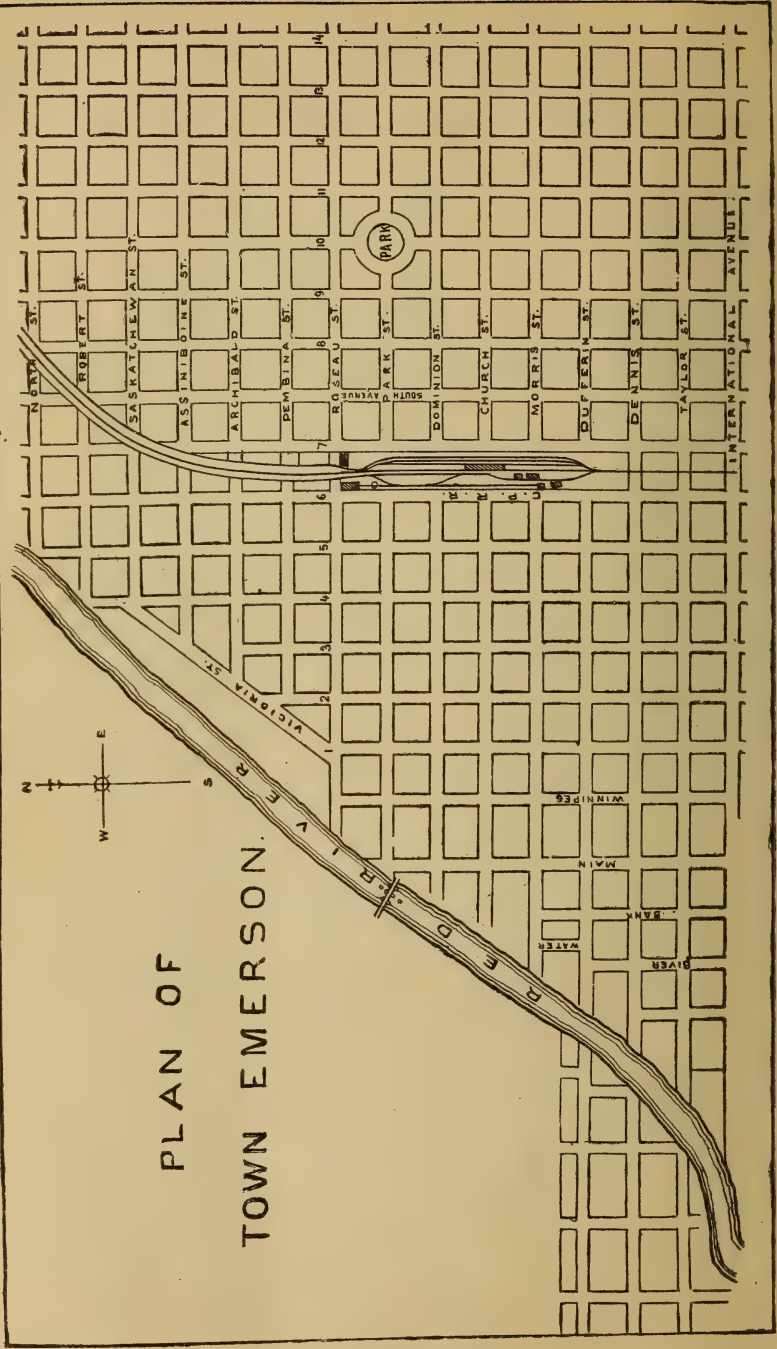 PLAN OF
TOWN EMERSON.
N
W
E
S
RED RIVER
VICTORIA ST.
NORTH ST.
ROBERT ST.
SASKATCHEWAN ST.
ASSINIBOINE ST.
ARCHIBALD ST.
PEMBINA ST.
ROSEAU ST.
PARK ST.
DOMINION ST.
CHURCH ST.
MORRIS ST.
DUFFERIN ST.
DENNIS ST.
TAYLOR ST.
INTERNATIONAL AVENUE
SOUTH AVENUE
PARK
1
2
3
4
5
6
7
8
9
10
11
12
13
14
WINNIPEG
MAIN
BANK
WATER
RIVER